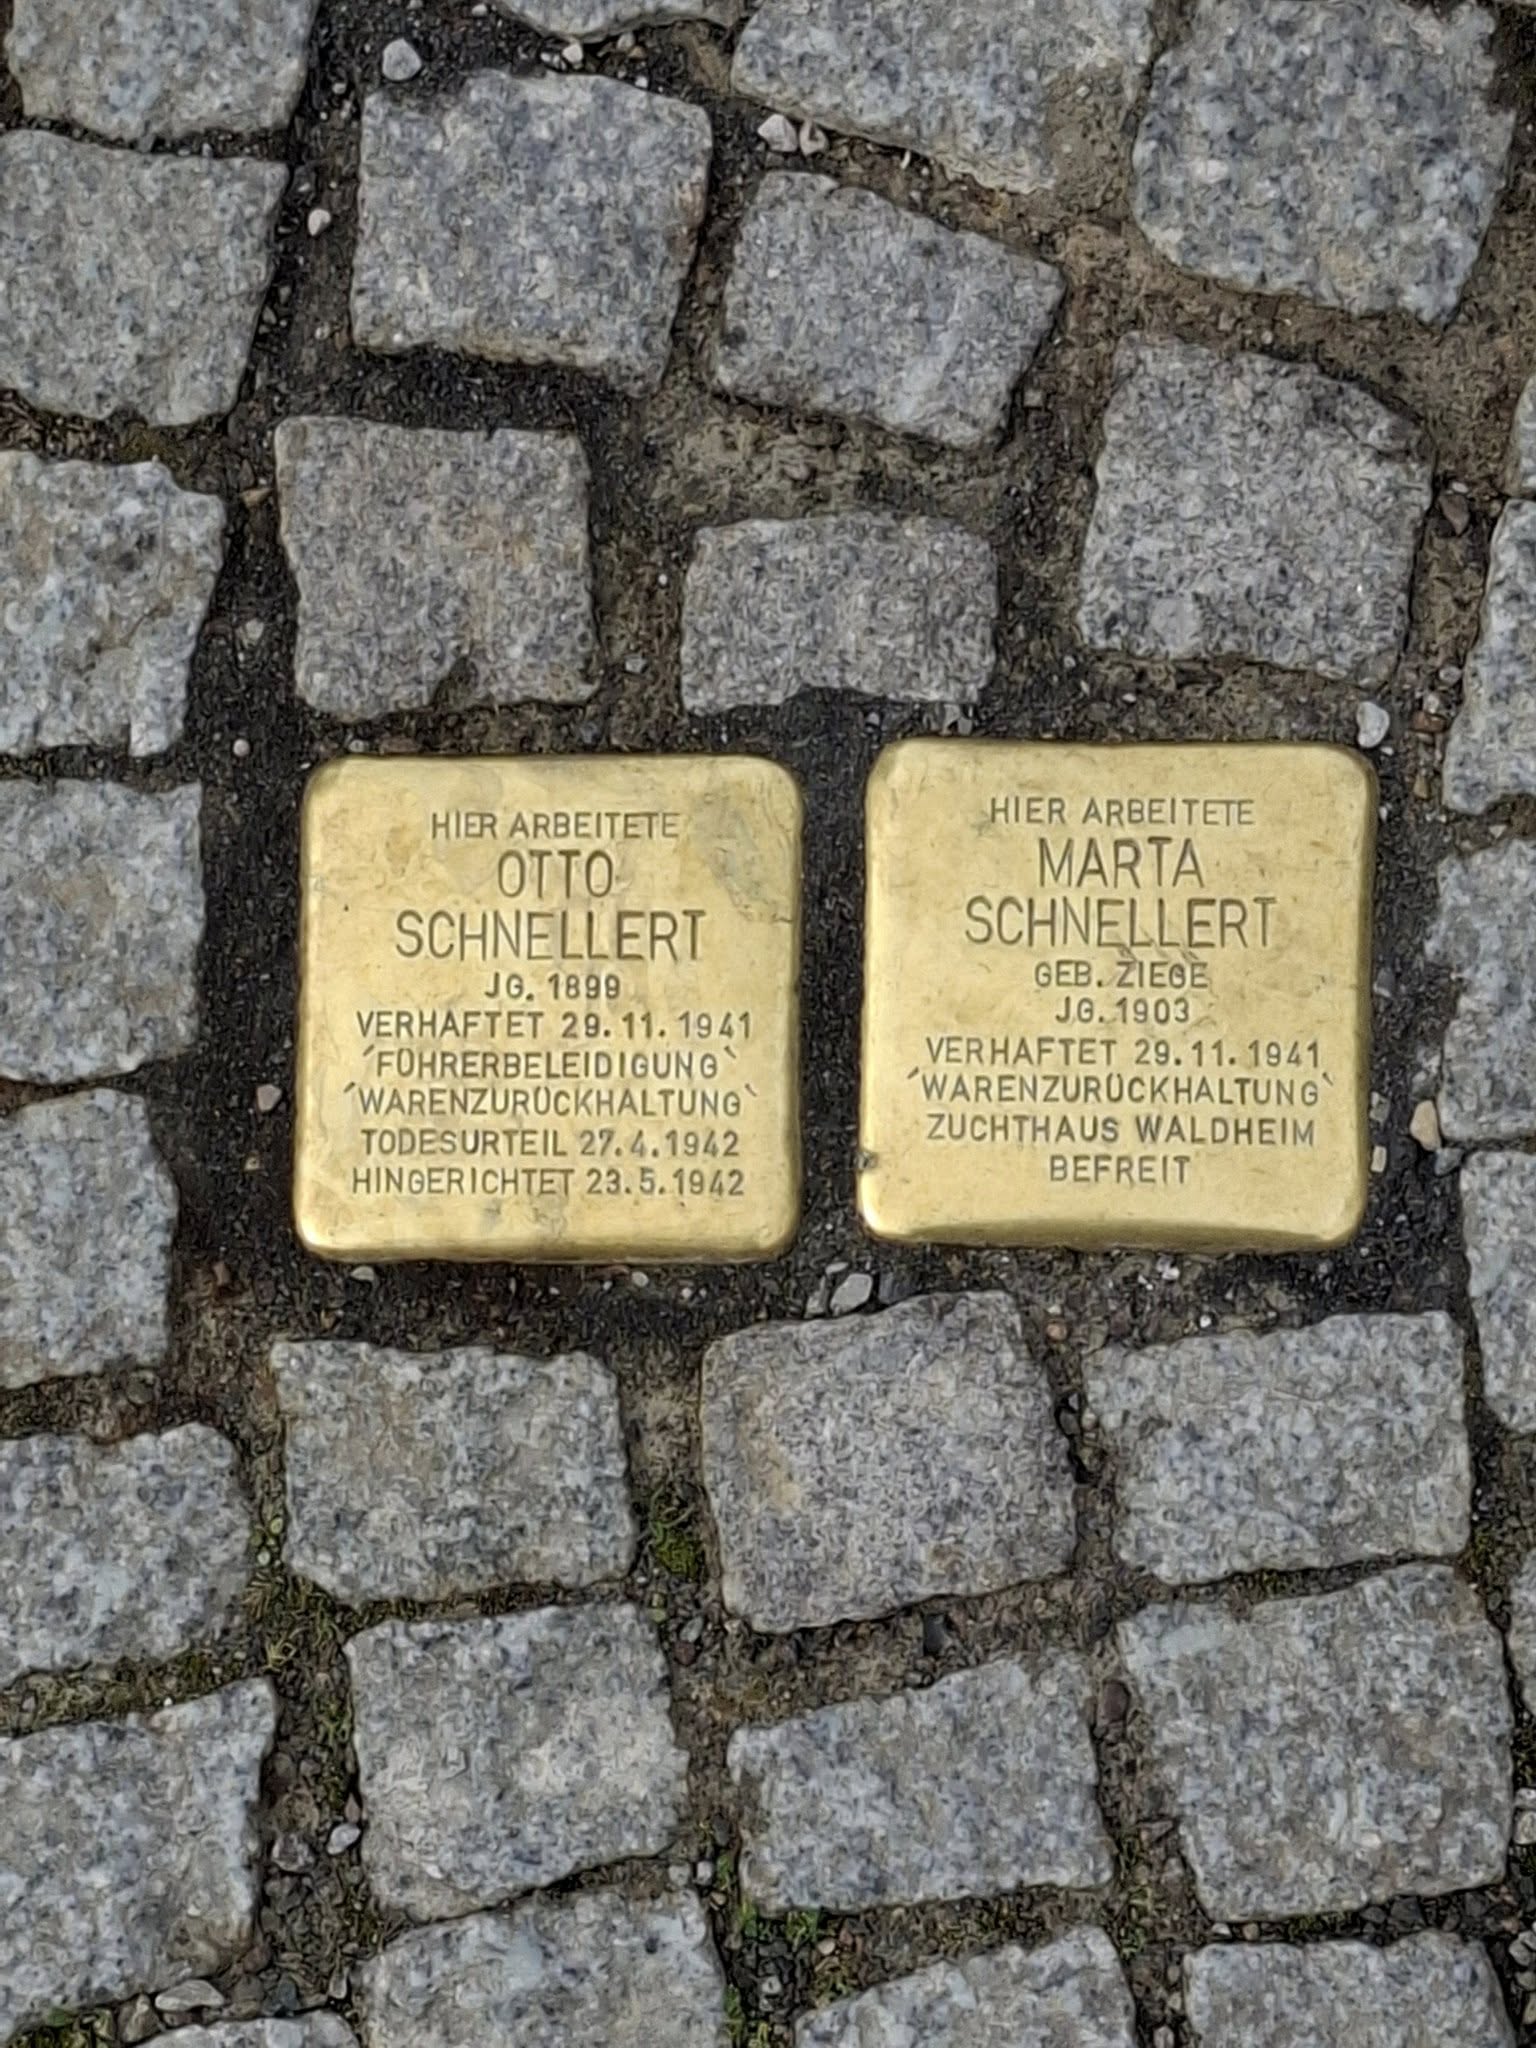 HIER ARBEITETE
OTTO
SCHNELLERT
JG. 1899
VERHAFTET 29.11.1941
´FÜHRERBELEIDIGUNG`
´WARENZURÜCKHALTUNG`
TODESURTEIL 27.4.1942
HINGERICHTET 23.5.1942
HIER ARBEITETE
MARTA
SCHNELLERT
GEB. ZIEGE
JG. 1903
VERHAFTET 29.11.1941
´WARENZURÜCKHALTUNG`
ZUCHTHAUS WALDHEIM
BEFREIT